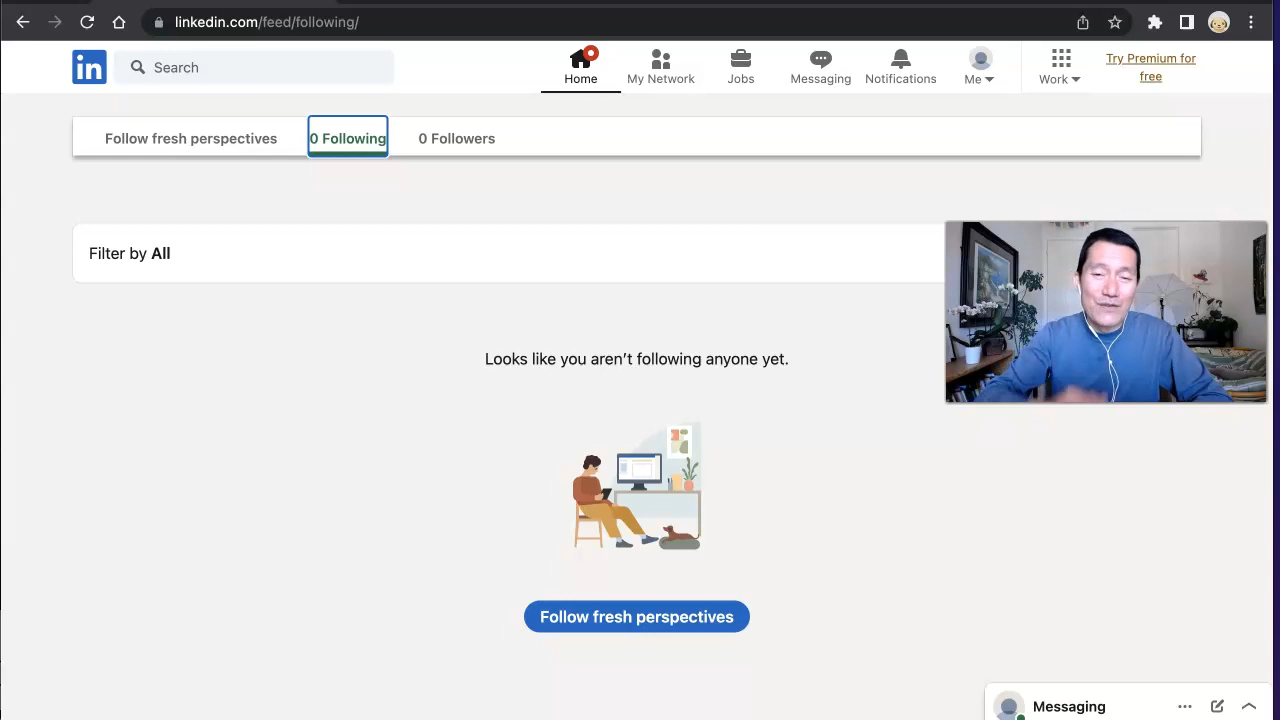 linkedin.com/feed/following/
in
Search
Home
My Network
Jobs
Messaging
Notifications
Me
Work
Try Premium for
free
Follow fresh perspectives
0 Following
0 Followers
Filter by All
Looks like you aren’t following anyone yet.
Follow fresh perspectives
Messaging